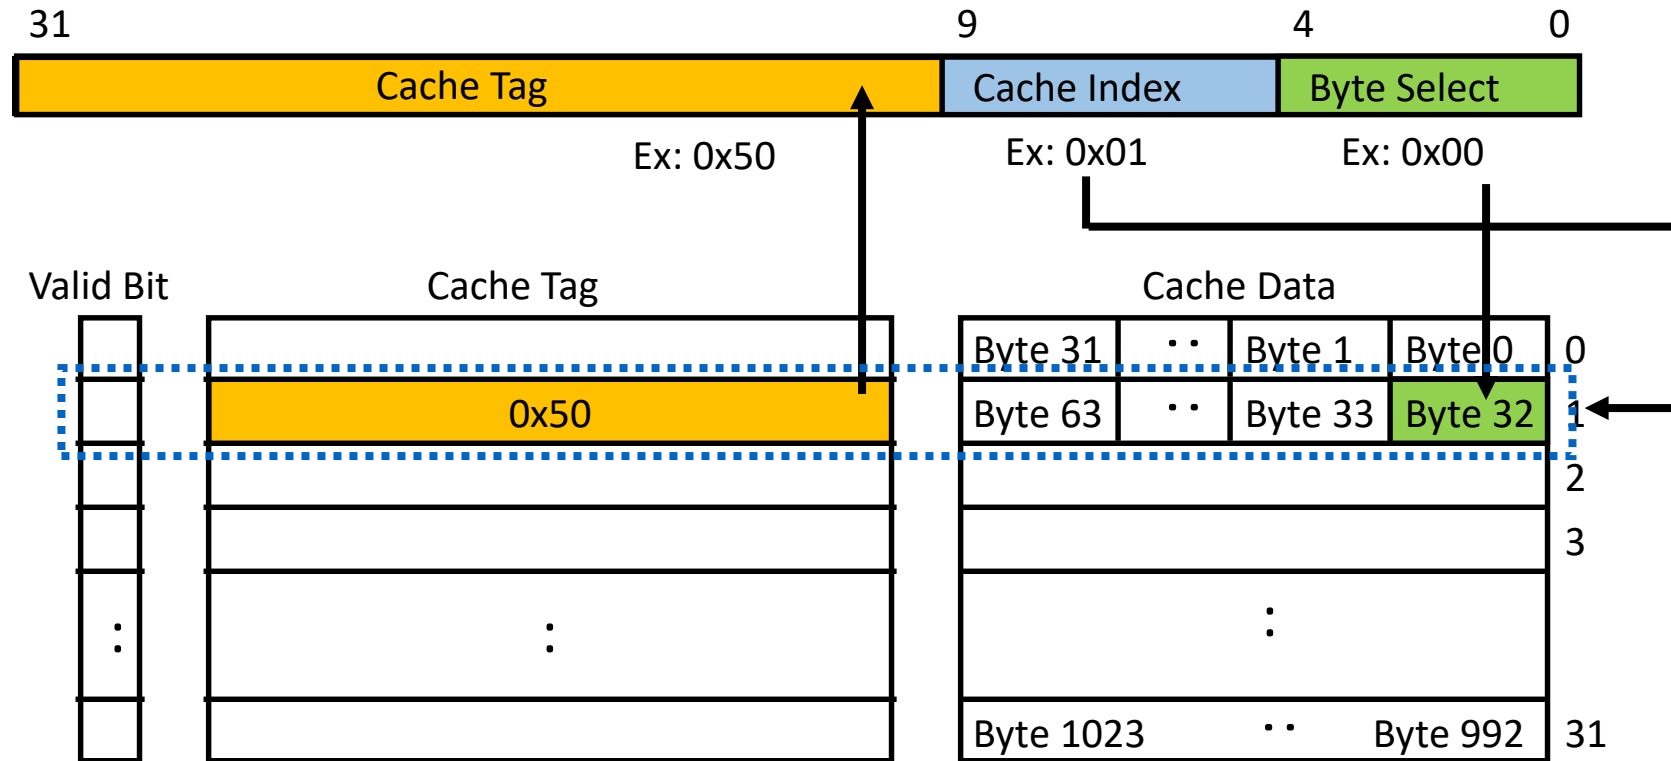 31 9 4 0
Cache Tag Cache Index Byte Select
Ex: 0x50 Ex: 0x01 Ex: 0x00
Valid Bit Cache Tag Cache Data
Byte 31 ·· Byte 1 Byte 0 0
0x50 Byte 63 ·· Byte 33 Byte 32 1
2
3
: : :
Byte 1023 ·· Byte 992 31